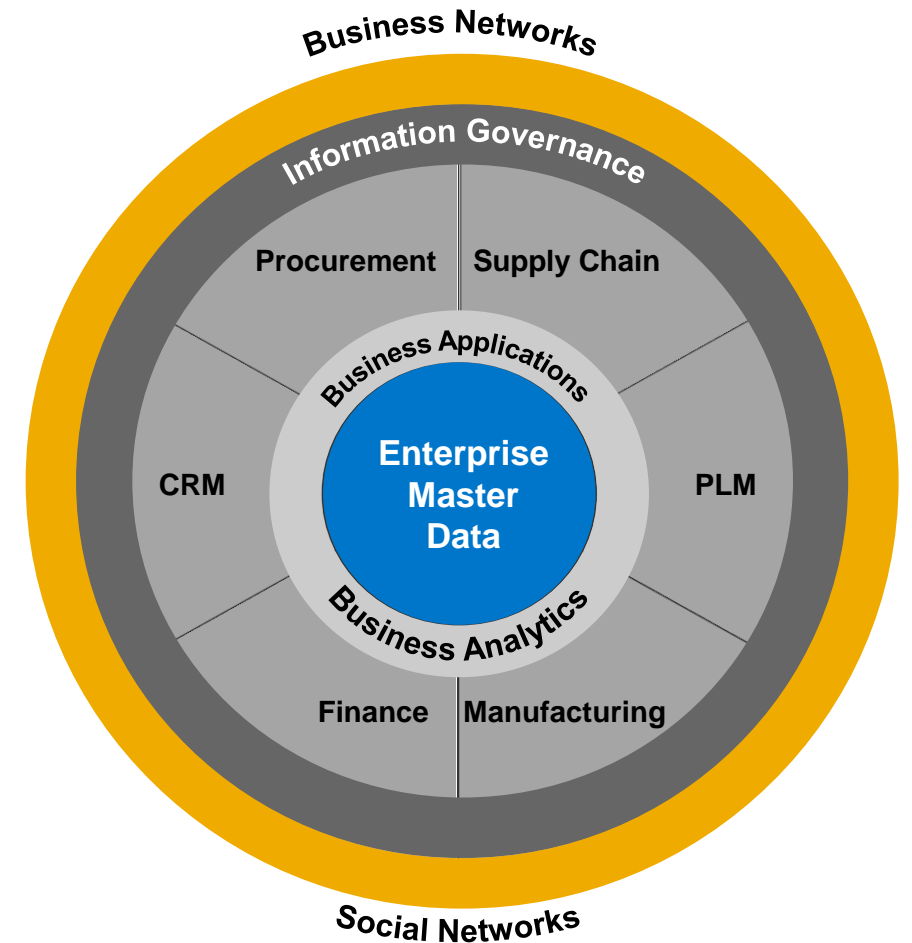 Business Networks
Information Governance
Procurement
Supply Chain
Business Applications
Enterprise
Master
Data
CRM
PLM
Business Analytics
Finance
Manufacturing
Social Networks